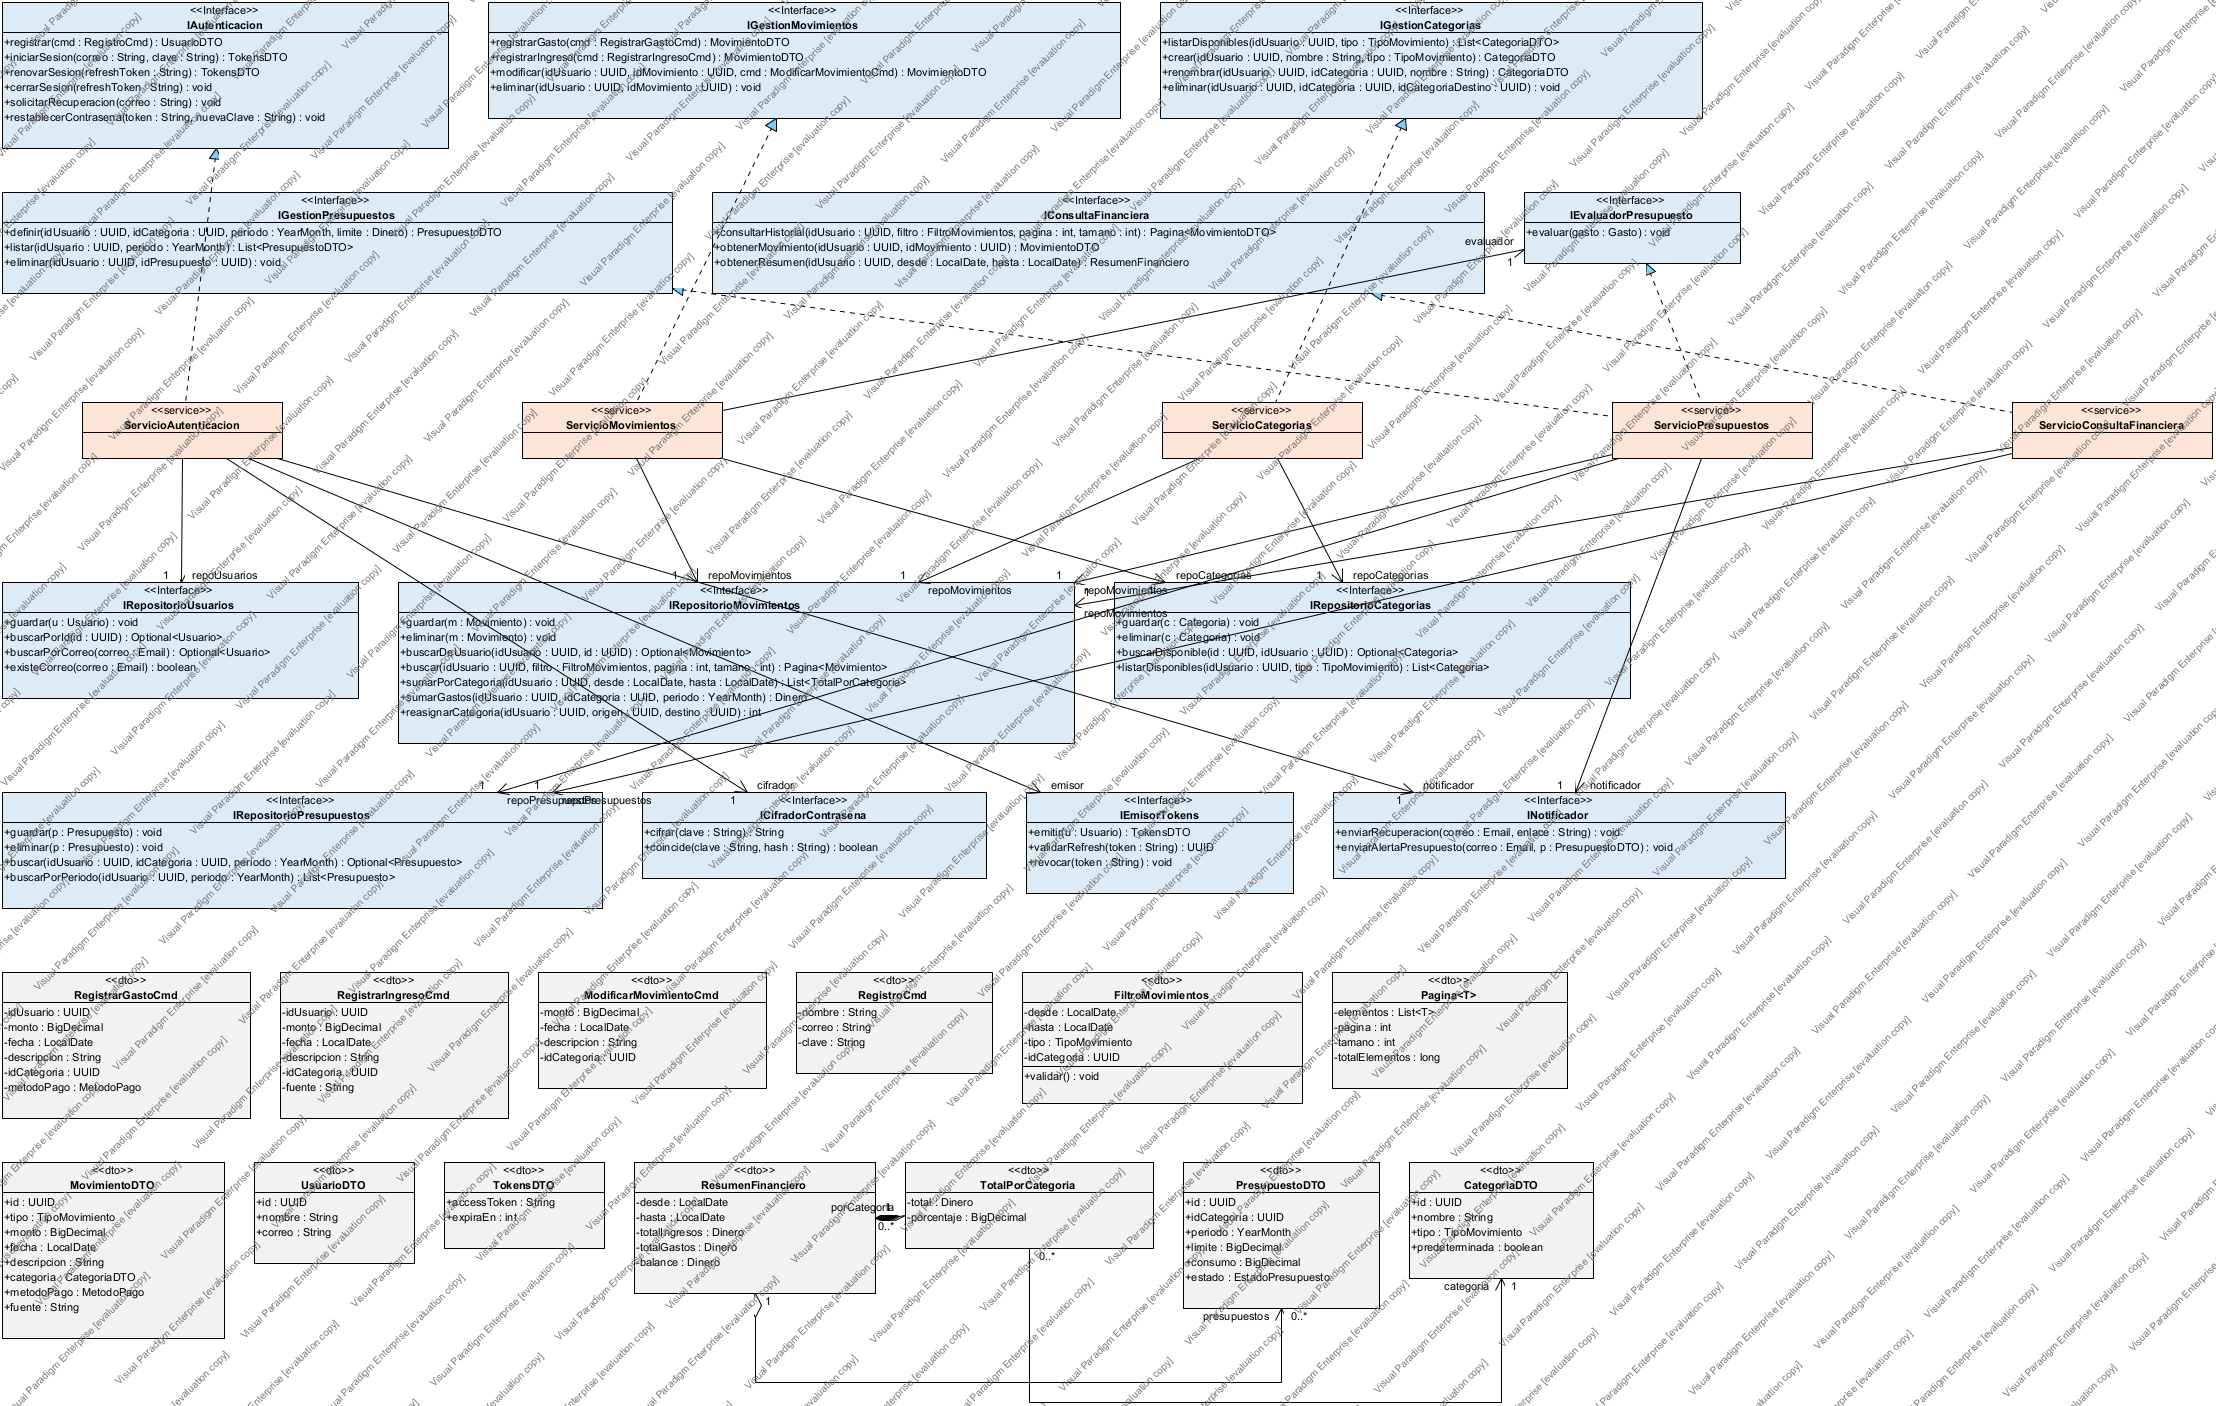 <<Interface>>
IAutenticacion
+registrar(cmd : RegistroCmd) : UsuarioDTO
+iniciarSesion(correo : String, clave : String) : TokensDTO
+renovarSesion(refreshToken : String) : TokensDTO
+cerrarSesion(refreshToken : String) : void
+solicitarRecuperacion(correo : String) : void
+restablecerContrasena(token : String, nuevaClave : String) : void
<<Interface>>
IGestionMovimientos
+registrarGasto(cmd : RegistrarGastoCmd) : MovimientoDTO
+registrarIngreso(cmd : RegistrarIngresoCmd) : MovimientoDTO
+modificar(idUsuario : UUID, idMovimiento : UUID, cmd : ModificarMovimientoCmd) : MovimientoDTO
+eliminar(idUsuario : UUID, idMovimiento : UUID) : void
<<Interface>>
IGestionCategorias
+listarDisponibles(idUsuario : UUID, tipo : TipoMovimiento) : List<CategoriaDTO>
+crear(idUsuario : UUID, nombre : String, tipo : TipoMovimiento) : CategoriaDTO
+renombrar(idUsuario : UUID, idCategoria : UUID, nombre : String) : CategoriaDTO
+eliminar(idUsuario : UUID, idCategoria : UUID, idCategoriaDestino : UUID) : void
<<Interface>>
IGestionPresupuestos
+definir(idUsuario : UUID, idCategoria : UUID, periodo : YearMonth, limite : Dinero) : PresupuestoDTO
+listar(idUsuario : UUID, periodo : YearMonth) : List<PresupuestoDTO>
+eliminar(idUsuario : UUID, idPresupuesto : UUID) : void
<<Interface>>
IConsultaFinanciera
+consultarHistorial(idUsuario : UUID, filtro : FiltroMovimientos, pagina : int, tamano : int) : Pagina<MovimientoDTO>
+obtenerMovimiento(idUsuario : UUID, idMovimiento : UUID) : MovimientoDTO
+obtenerResumen(idUsuario : UUID, desde : LocalDate, hasta : LocalDate) : ResumenFinanciero
evaluador
1
<<Interface>>
IEvaluadorPresupuesto
+evaluar(gasto : Gasto) : void
<<service>>
ServicioAutenticacion
<<service>>
ServicioMovimientos
<<service>>
ServicioCategorias
<<service>>
ServicioPresupuestos
<<service>>
ServicioConsultaFinanciera
1
repoUsuarios
1
repoMovimientos
1
repoMovimientos
1
repoMovimientos
1
repoMovimientos
repoCategorias
1
repoCategorias
<<Interface>>
IRepositorioUsuarios
+guardar(u : Usuario) : void
+buscarPorId(id : UUID) : Optional<Usuario>
+buscarPorCorreo(correo : Email) : Optional<Usuario>
+existeCorreo(correo : Email) : boolean
<<Interface>>
IRepositorioMovimientos
+guardar(m : Movimiento) : void
+eliminar(m : Movimiento) : void
+buscarDeUsuario(idUsuario : UUID, id : UUID) : Optional<Movimiento>
+buscar(idUsuario : UUID, filtro : FiltroMovimientos, pagina : int, tamano : int) : Pagina<Movimiento>
+sumarPorCategoria(idUsuario : UUID, desde : LocalDate, hasta : LocalDate) : List<TotalPorCategoria>
+sumarGastos(idUsuario : UUID, idCategoria : UUID, periodo : YearMonth) : Dinero
+reasignarCategoria(idUsuario : UUID, origen : UUID, destino : UUID) : int
<<Interface>>
IRepositorioCategorias
+guardar(c : Categoria) : void
+eliminar(c : Categoria) : void
+buscarDisponible(id : UUID, idUsuario : UUID) : Optional<Categoria>
+listarDisponibles(idUsuario : UUID, tipo : TipoMovimiento) : List<Categoria>
1
repoPresupuestos
1
repoPresupuestos
1
cifrador
1
emisor
1
notificador
1
notificador
<<Interface>>
IRepositorioPresupuestos
+guardar(p : Presupuesto) : void
+eliminar(p : Presupuesto) : void
+buscar(idUsuario : UUID, idCategoria : UUID, periodo : YearMonth) : Optional<Presupuesto>
+buscarPorPeriodo(idUsuario : UUID, periodo : YearMonth) : List<Presupuesto>
<<Interface>>
ICifradorContrasena
+cifrar(clave : String) : String
+coincide(clave : String, hash : String) : boolean
<<Interface>>
IEmisorTokens
+emitir(u : Usuario) : TokensDTO
+validarRefresh(token : String) : UUID
+revocar(token : String) : void
<<Interface>>
INotificador
+enviarRecuperacion(correo : Email, enlace : String) : void
+enviarAlertaPresupuesto(correo : Email, p : PresupuestoDTO) : void
<<dto>>
RegistrarGastoCmd
-idUsuario : UUID
-monto : BigDecimal
-fecha : LocalDate
-descripcion : String
-idCategoria : UUID
-metodoPago : MetodoPago
<<dto>>
RegistrarIngresoCmd
-idUsuario : UUID
-monto : BigDecimal
-fecha : LocalDate
-descripcion : String
-idCategoria : UUID
-fuente : String
<<dto>>
ModificarMovimientoCmd
-monto : BigDecimal
-fecha : LocalDate
-descripcion : String
-idCategoria : UUID
<<dto>>
RegistroCmd
-nombre : String
-correo : String
-clave : String
<<dto>>
FiltroMovimientos
-desde : LocalDate
-hasta : LocalDate
-tipo : TipoMovimiento
-idCategoria : UUID
+validar() : void
<<dto>>
Pagina<T>
-elementos : List<T>
-pagina : int
-tamano : int
-totalElementos : long
<<dto>>
MovimientoDTO
+id : UUID
+tipo : TipoMovimiento
+monto : BigDecimal
+fecha : LocalDate
+descripcion : String
+categoria : CategoriaDTO
+metodoPago : MetodoPago
+fuente : String
<<dto>>
UsuarioDTO
+id : UUID
+nombre : String
+correo : String
<<dto>>
TokensDTO
+accessToken : String
+expiraEn : int
<<dto>>
ResumenFinanciero
-desde : LocalDate
-hasta : LocalDate
-totalIngresos : Dinero
-totalGastos : Dinero
-balance : Dinero
porCategoria
1
0..*
<<dto>>
TotalPorCategoria
-total : Dinero
-porcentaje : BigDecimal
0..*
<<dto>>
PresupuestoDTO
+id : UUID
+idCategoria : UUID
+periodo : YearMonth
+limite : BigDecimal
+consumo : BigDecimal
+estado : EstadoPresupuesto
<<dto>>
CategoriaDTO
+id : UUID
+nombre : String
+tipo : TipoMovimiento
+predeterminada : boolean
categoria
1
1
presupuestos
0..*
Visual Paradigm Enterprise [evaluation copy]